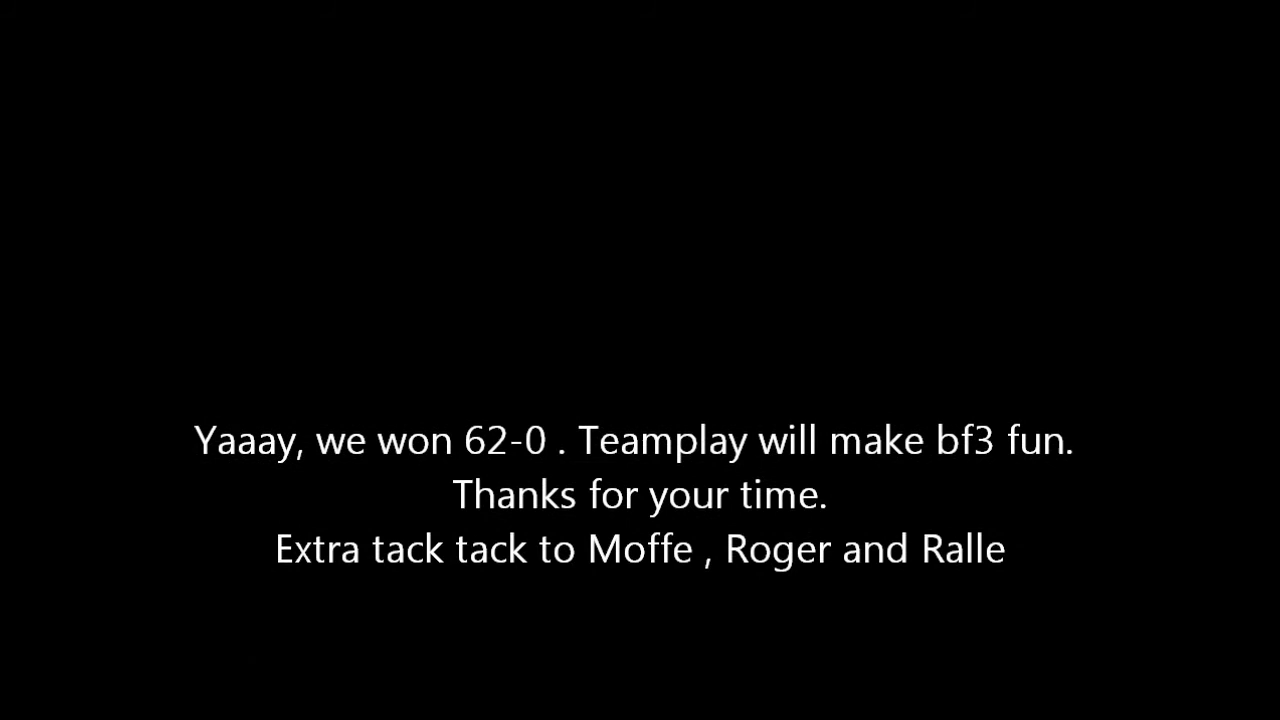 Yaaay, we won 62-0 . Teamplay will make bf3 fun.
Thanks for your time.
Extra tack tack to Moffe , Roger and Ralle